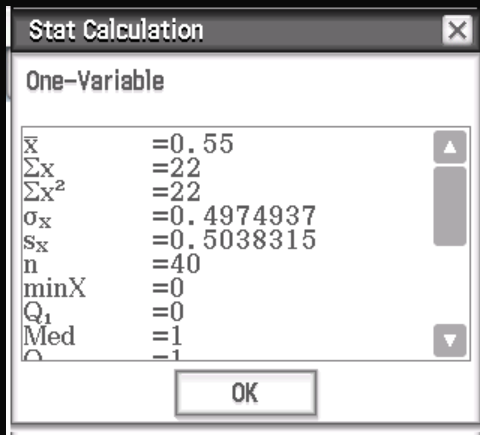 Stat Calculation
One-Variable
x̄ =0.55
Σx =22
Σx² =22
σx =0.4974937
sx =0.5038315
n =40
minX =0
Q₁ =0
Med =1
OK